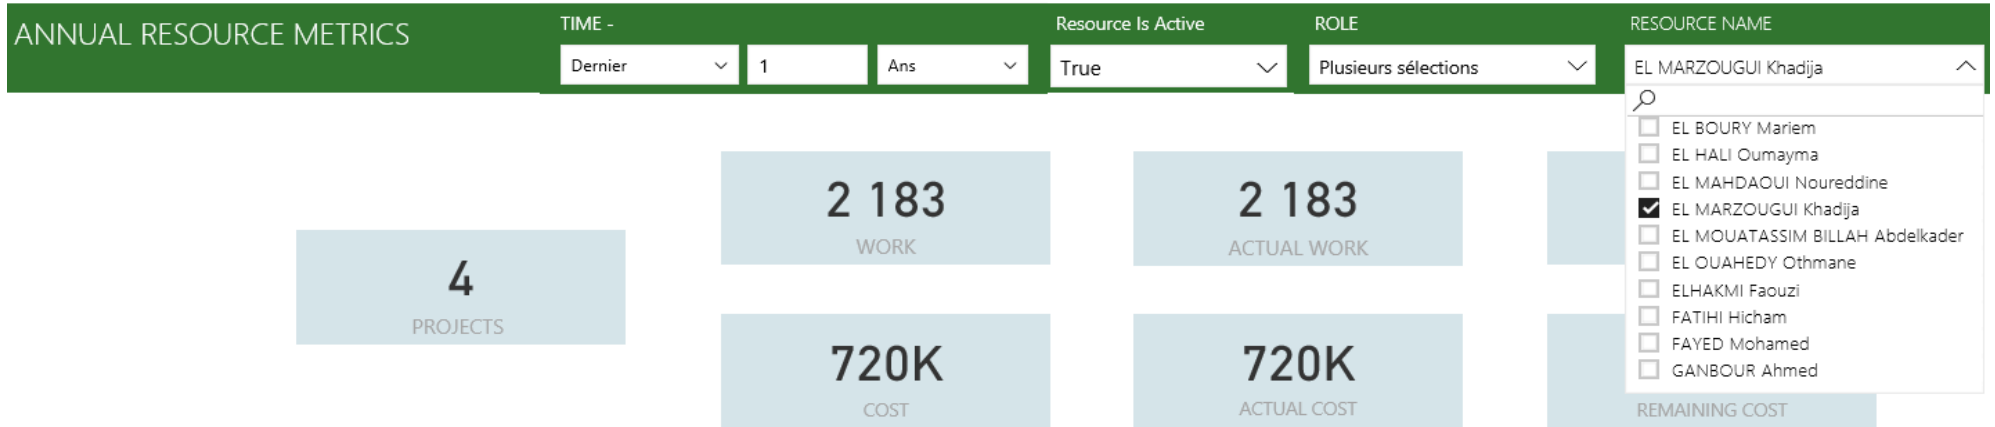 ANNUAL RESOURCE METRICS
TIME -
Resource Is Active
ROLE
RESOURCE NAME
Dernier
1
Ans
True
Plusieurs sélections
EL MARZOUGUI Khadija
EL BOURY Mariem
EL HALI Oumayma
EL MAHDAOUI Noureddine
EL MARZOUGUI Khadija
EL MOUATASSIM BILLAH Abdelkader
EL OUAHEDY Othmane
ELHAKMI Faouzi
FATIHI Hicham
FAYED Mohamed
GANBOUR Ahmed
4
PROJECTS
2 183
WORK
2 183
ACTUAL WORK
720K
COST
720K
ACTUAL COST
REMAINING COST